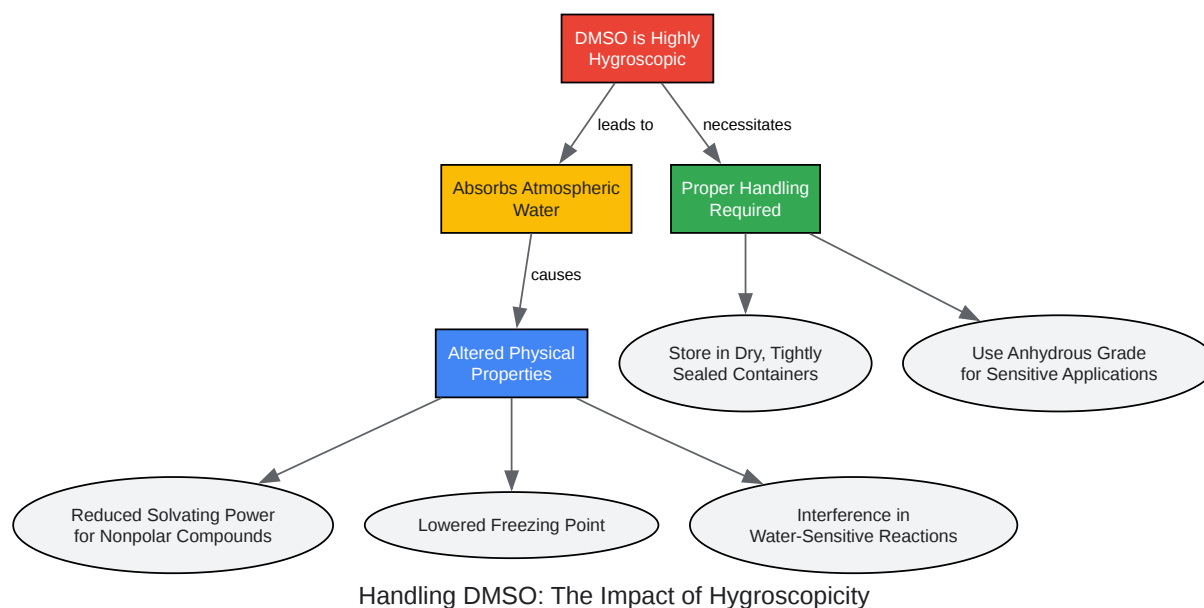 DMSO is Highly
Hygroscopic
leads to
necessitates
Absorbs Atmospheric
Water
Proper Handling
Required
causes
Altered Physical
Properties
Store in Dry, Tightly
Sealed Containers
Use Anhydrous Grade
for Sensitive Applications
Reduced Solvating Power
for Nonpolar Compounds
Lowered Freezing Point
Interference in
Water-Sensitive Reactions
Handling DMSO: The Impact of Hygroscopicity